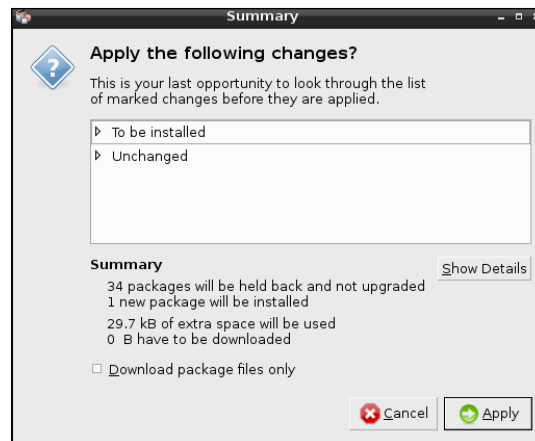 Summary
Apply the following changes?
This is your last opportunity to look through the list
of marked changes before they are applied.
To be installed
Unchanged
Summary
Show Details
34 packages will be held back and not upgraded
1 new package will be installed
29.7 kB of extra space will be used
0 B have to be downloaded
Download package files only
Cancel
Apply